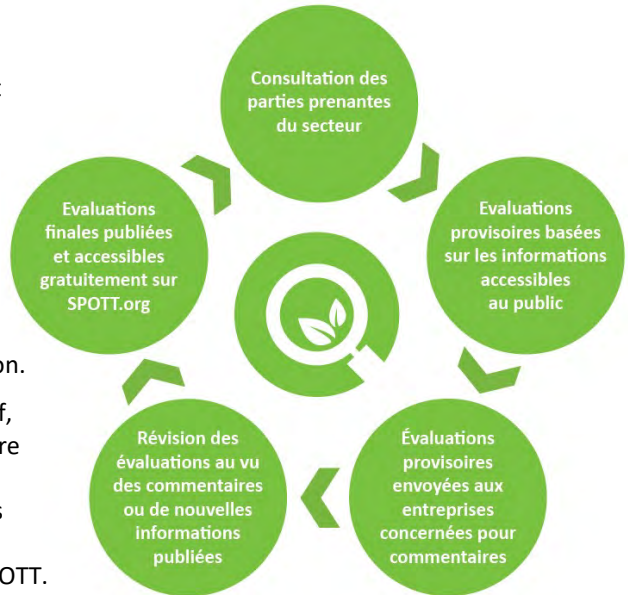 Consultation des
parties prenantes
du secteur
Evaluations
provisoires basées
sur les informations
accessibles
au public
Évaluations
provisoires
envoyées aux
entreprises
concernées pour
commentaires
Révision des
évaluations au vu
des commentaires
ou de nouvelles
informations
publiées
Evaluations
finales publiées
et accessibles
gratuitement sur
SPOTT.org